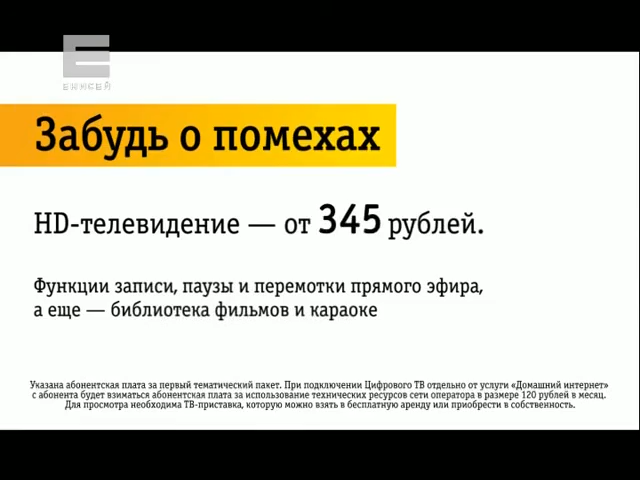 ЕНИСЕЙ
Забудь о помехах
HD-телевидение — от 345 рублей.
Функции записи, паузы и перемотки прямого эфира,
а еще — библиотека фильмов и караоке
Указана абонентская плата за первый тематический пакет. При подключении Цифрового ТВ отдельно от услуги «Домашний интернет»
с абонента будет взиматься абонентская плата за использование технических ресурсов сети оператора в размере 120 рублей в месяц.
Для просмотра необходима ТВ-приставка, которую можно взять в бесплатную аренду или приобрести в собственность.